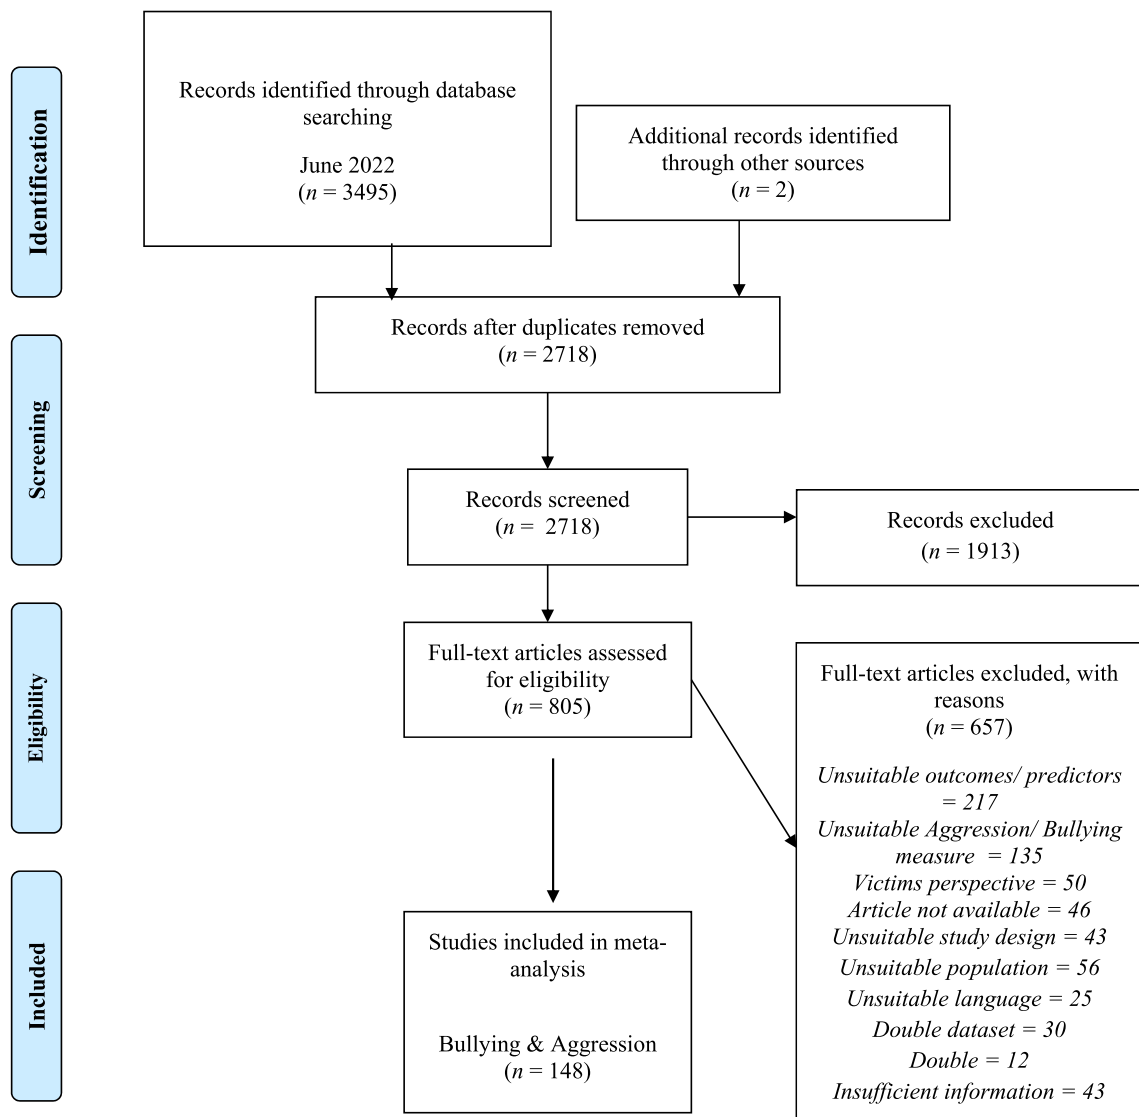 Identification
Records identified through database
searching
June 2022
(n = 3495)
Additional records identified
through other sources
(n = 2)
Records after duplicates removed
(n = 2718)
Screening
Records screened
(n = 2718)
Records excluded
(n = 1913)
Eligibility
Full-text articles assessed
for eligibility
(n = 805)
Full-text articles excluded, with
reasons
(n = 657)
Unsuitable outcomes/ predictors
= 217
Unsuitable Aggression/ Bullying
measure = 135
Victims perspective = 50
Article not available = 46
Unsuitable study design = 43
Unsuitable population = 56
Unsuitable language = 25
Double dataset = 30
Double = 12
Insufficient information = 43
Included
Studies included in meta-
analysis
Bullying & Aggression
(n = 148)